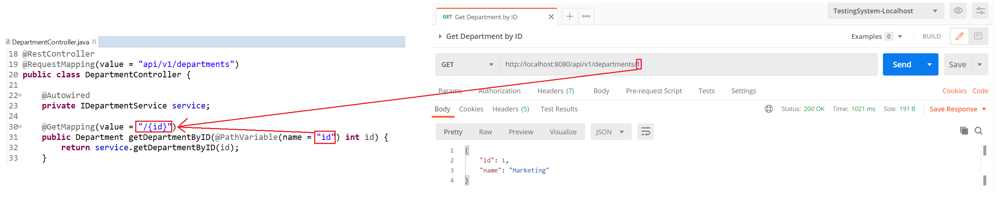 DepartmentController.java
18 @RestController
19 @RequestMapping(value = "api/v1/departments")
20 public class DepartmentController {
21
22 @Autowired
23 private IDepartmentService service;
24
30 @GetMapping(value = "/{id}")
31 public Department getDepartmentByID(@PathVariable(name = "id") int id) {
32 return service.getDepartmentByID(id);
33 }
GET Get Department by ID
TestingSystem-Localhost
Get Department by ID
Examples 0 BUILD
GET http://localhost:8080/api/v1/departments/1 Send Save
Params Authorization Headers (7) Body Pre-request Script Tests Settings Cookies Code
Body Cookies Headers (5) Test Results Status: 200 OK Time: 1021 ms Size: 191 B Save Response
Pretty Raw Preview Visualize JSON
1 {
2 "id": 1,
3 "name": "Marketing"
4 }